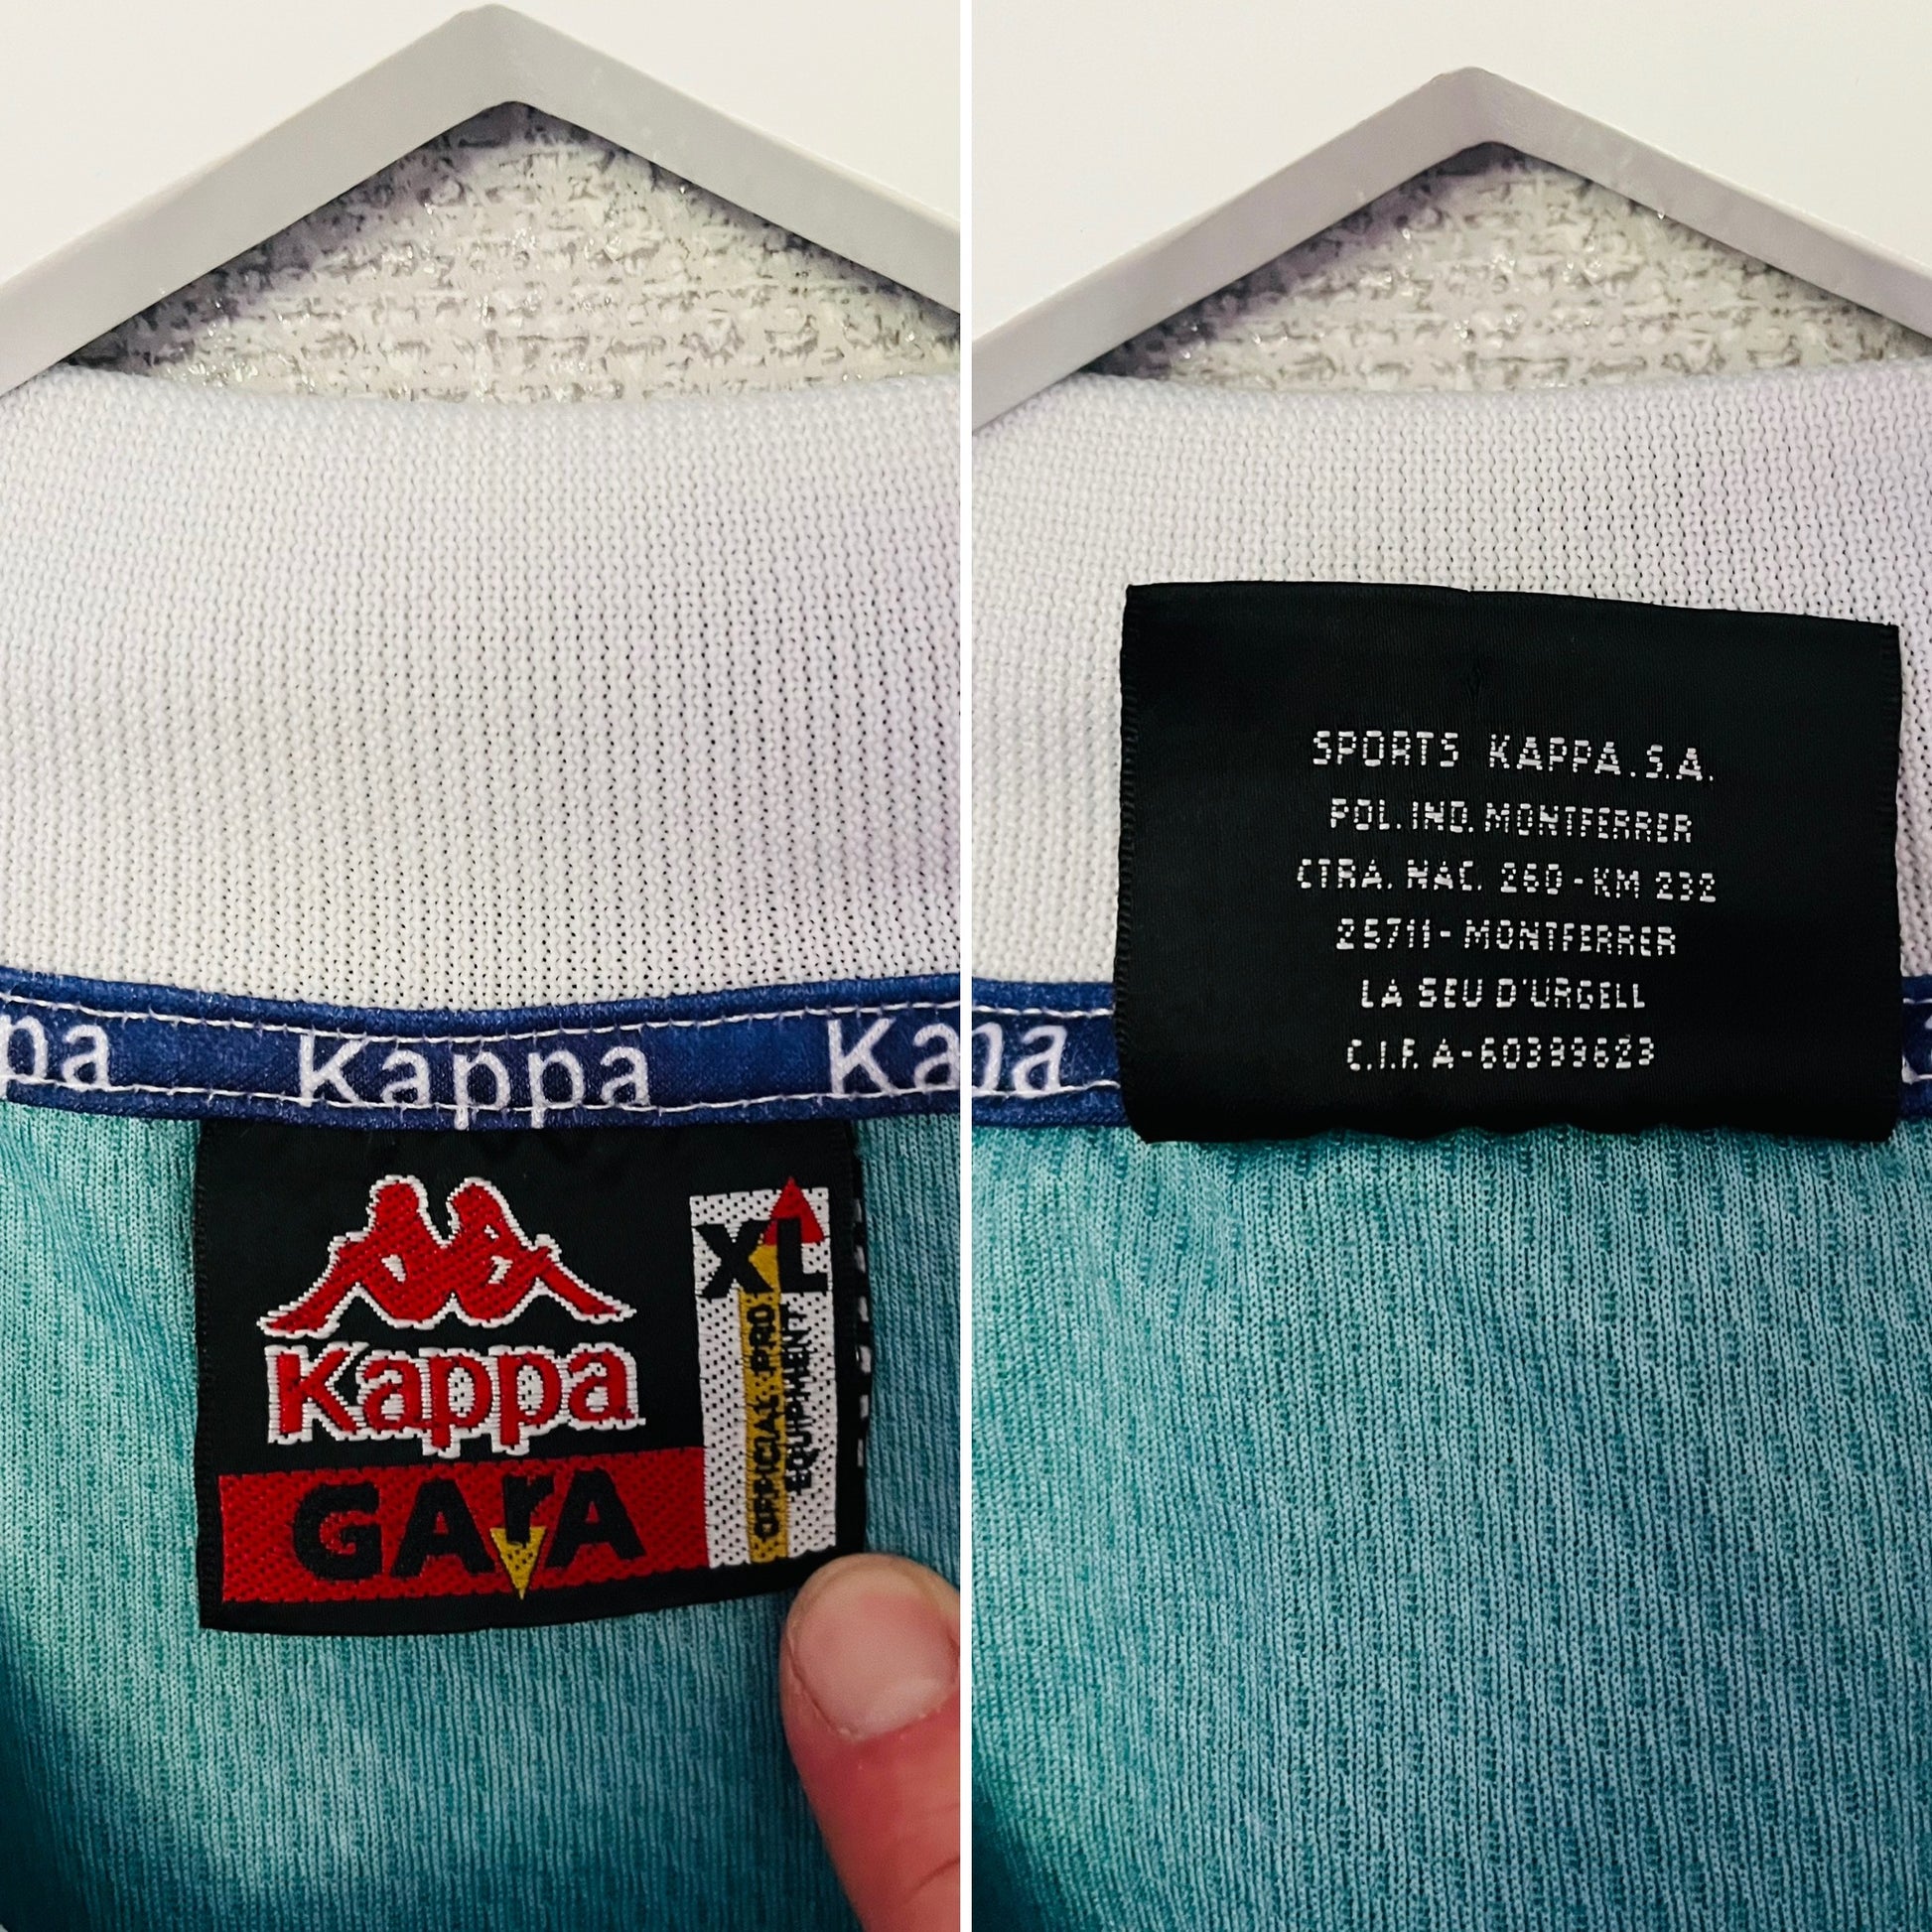 pa Kappa Ka
Kappa
GArA
XL
OFFICIAL PRO
EQUIPMENT
SPORTS KAPPA.S.A.
POL. IND. MONTFERRER
CTRA. NAC. 260 - KM 232
25711 - MONTFERRER
LA SEU D'URGELL
C.I.F. A-60399623
pa